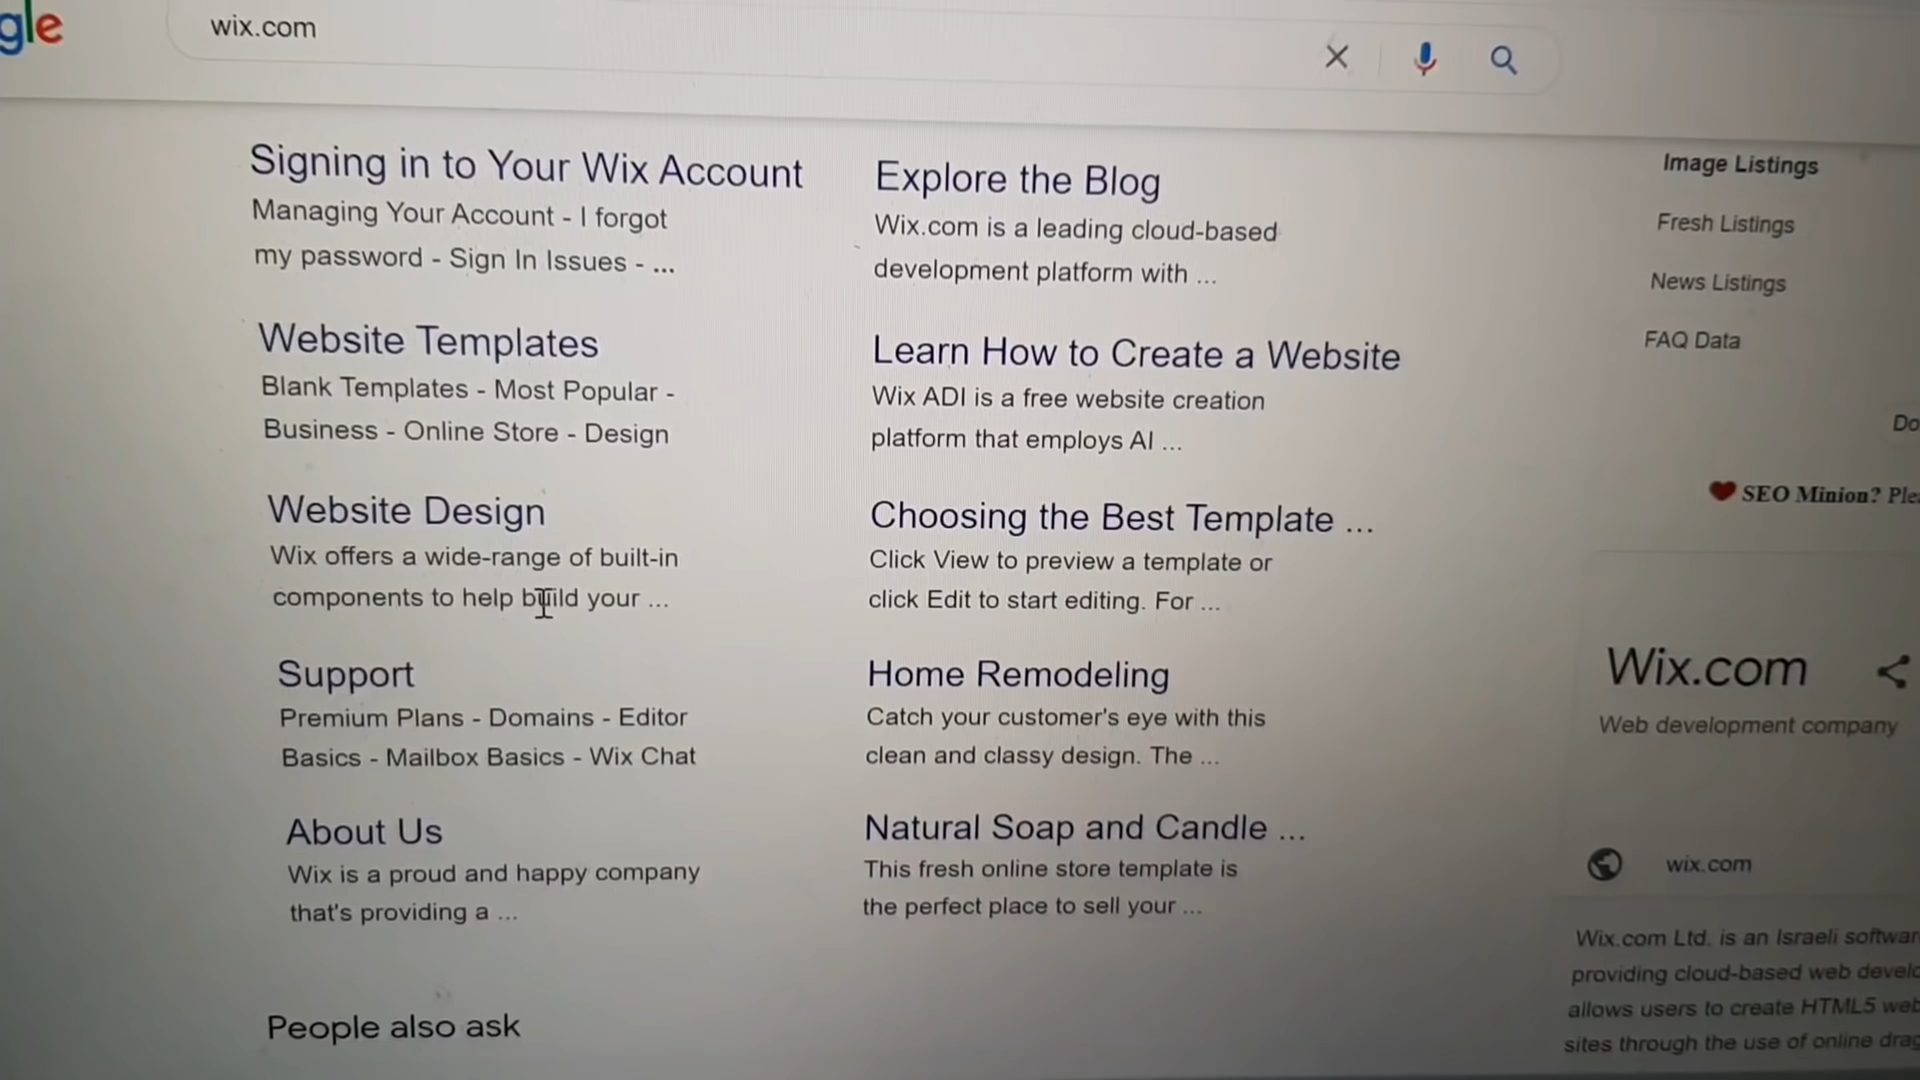 gle
wix.com
Signing in to Your Wix Account
Managing Your Account - I forgot
my password - Sign In Issues - ...
Website Templates
Blank Templates - Most Popular -
Business - Online Store - Design
Website Design
Wix offers a wide-range of built-in
components to help build your ...
Support
Premium Plans - Domains - Editor
Basics - Mailbox Basics - Wix Chat
About Us
Wix is a proud and happy company
that's providing a ...
People also ask
Explore the Blog
Wix.com is a leading cloud-based
development platform with ...
Learn How to Create a Website
Wix ADI is a free website creation
platform that employs AI ...
Choosing the Best Template ...
Click View to preview a template or
click Edit to start editing. For ...
Home Remodeling
Catch your customer's eye with this
clean and classy design. The ...
Natural Soap and Candle ...
This fresh online store template is
the perfect place to sell your ...
Image Listings
Fresh Listings
News Listings
FAQ Data
Do
SEO Minion? Ple
Wix.com
Web development company
wix.com
Wix.com Ltd. is an Israeli softwar
providing cloud-based web develo
allows users to create HTML5 web
sites through the use of online drag